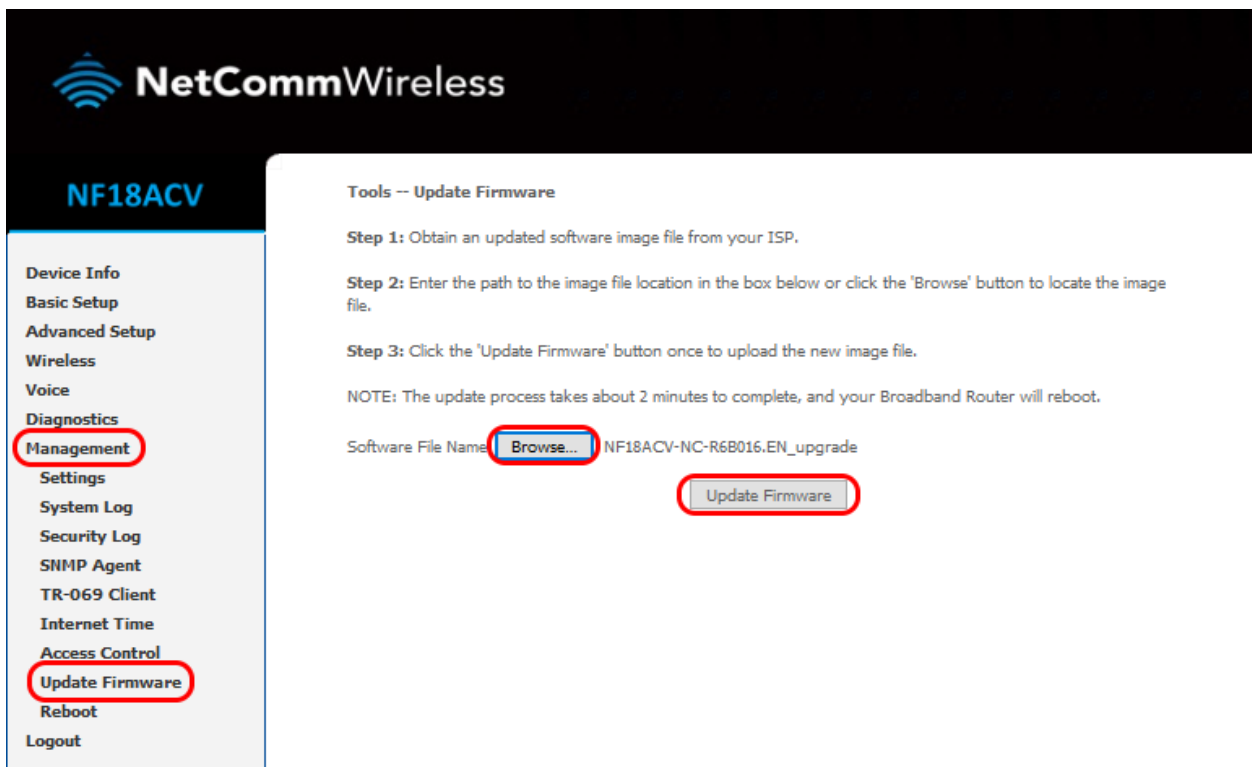 NetCommWireless
NF18ACV
Device Info
Basic Setup
Advanced Setup
Wireless
Voice
Diagnostics
Management
Settings
System Log
Security Log
SNMP Agent
TR-069 Client
Internet Time
Access Control
Update Firmware
Reboot
Logout
Tools -- Update Firmware
Step 1: Obtain an updated software image file from your ISP.
Step 2: Enter the path to the image file location in the box below or click the 'Browse' button to locate the image
file.
Step 3: Click the 'Update Firmware' button once to upload the new image file.
NOTE: The update process takes about 2 minutes to complete, and your Broadband Router will reboot.
Software File Name Browse... NF18ACV-NC-R6B016.EN_upgrade
Update Firmware